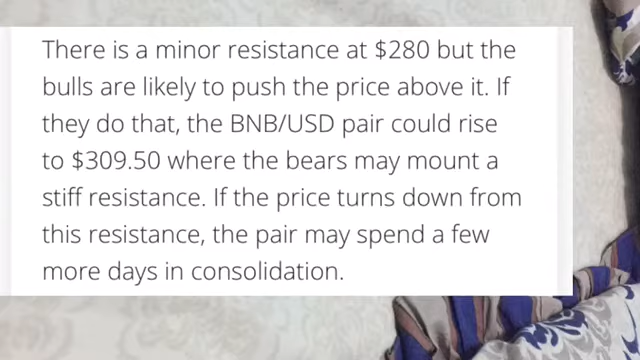 There is a minor resistance at $280 but the
bulls are likely to push the price above it. If
they do that, the BNB/USD pair could rise
to $309.50 where the bears may mount a
stiff resistance. If the price turns down from
this resistance, the pair may spend a few
more days in consolidation.